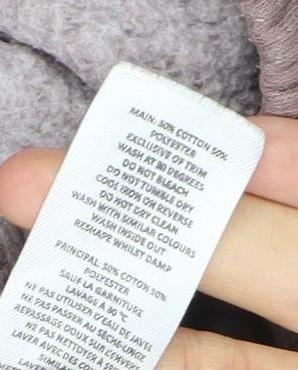 MAIN: 50% COTTON 50%
POLYESTER
EXCLUSIVE OF TRIM
WASH AT 30 DEGREES
DO NOT BLEACH
DO NOT TUMBLE DRY
COOL IRON ON REVERSE
DO NOT DRY CLEAN
WASH WITH SIMILAR COLOURS
WASH INSIDE OUT
RESHAPE WHILST DAMP
PRINCIPAL: 50% COTON 50%
POLYESTER
SAUF LA GARNITURE
LAVAGE A 30 °C
NE PAS UTILISER D'EAU DE JAVEL
NE PAS PASSER AU SÈCHE-LINGE
REPASSAGE DOUX SUR L'ENVERS
NE PAS NETTOYER À SEC
LAVER AVEC DES
LAVER